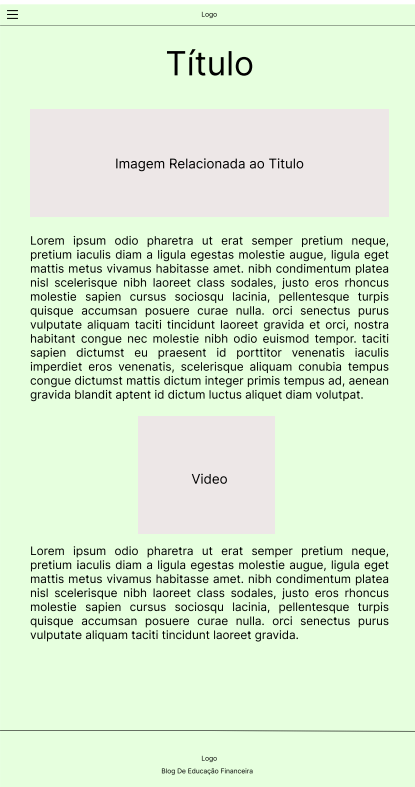 Logo
Título
Imagem Relacionada ao Titulo
Lorem ipsum odio pharetra ut erat semper pretium neque,
pretium iaculis diam a ligula egestas molestie augue, ligula eget
mattis metus vivamus habitasse amet. nibh condimentum platea
nisl scelerisque nibh laoreet class sodales, justo eros rhoncus
molestie sapien cursus sociosqu lacinia, pellentesque turpis
quisque accumsan posuere curae nulla. orci senectus purus
vulputate aliquam taciti tincidunt laoreet gravida et orci, nostra
habitant congue nec molestie nibh odio euismod tempor. taciti
sapien dictumst eu praesent id porttitor venenatis iaculis
imperdiet eros venenatis, scelerisque aliquam conubia tempus
congue dictumst mattis dictum integer primis tempus ad, aenean
gravida blandit aptent id dictum luctus aliquet diam volutpat.
Video
Lorem ipsum odio pharetra ut erat semper pretium neque,
pretium iaculis diam a ligula egestas molestie augue, ligula eget
mattis metus vivamus habitasse amet. nibh condimentum platea
nisl scelerisque nibh laoreet class sodales, justo eros rhoncus
molestie sapien cursus sociosqu lacinia, pellentesque turpis
quisque accumsan posuere curae nulla. orci senectus purus
vulputate aliquam taciti tincidunt laoreet gravida.
Logo
Blog De Educação Financeira